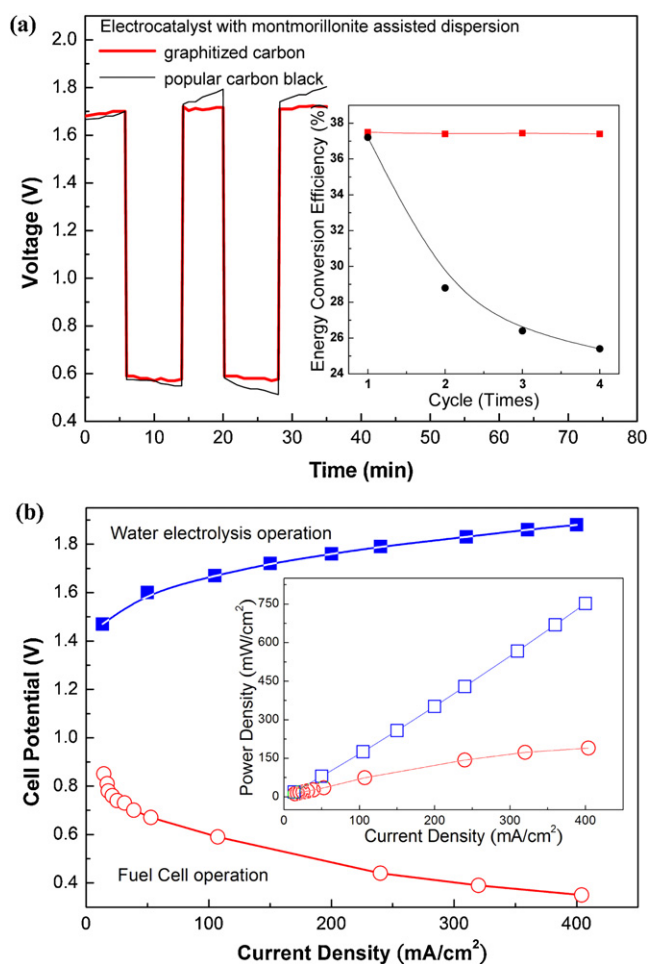 (a)
Electrocatalyst with montmorillonite assisted dispersion
graphitized carbon
popular carbon black
2.0
1.8
1.6
1.4
1.2
1.0
0.8
0.6
0.4
Voltage (V)
0 10 20 30 40 50 60 70 80
Time (min)
Energy Conversion Efficiency (%)
38
36
34
32
30
28
26
24
1 2 3 4
Cycle (Times)
(b)
Water electrolysis operation
Fuel Cell operation
1.8
1.6
1.4
1.2
1.0
0.8
0.6
0.4
Cell Potential (V)
0 100 200 300 400
Current Density (mA/cm²)
Power Density (mW/cm²)
750
600
450
300
150
0
0 100 200 300 400
Current Density (mA/cm²)